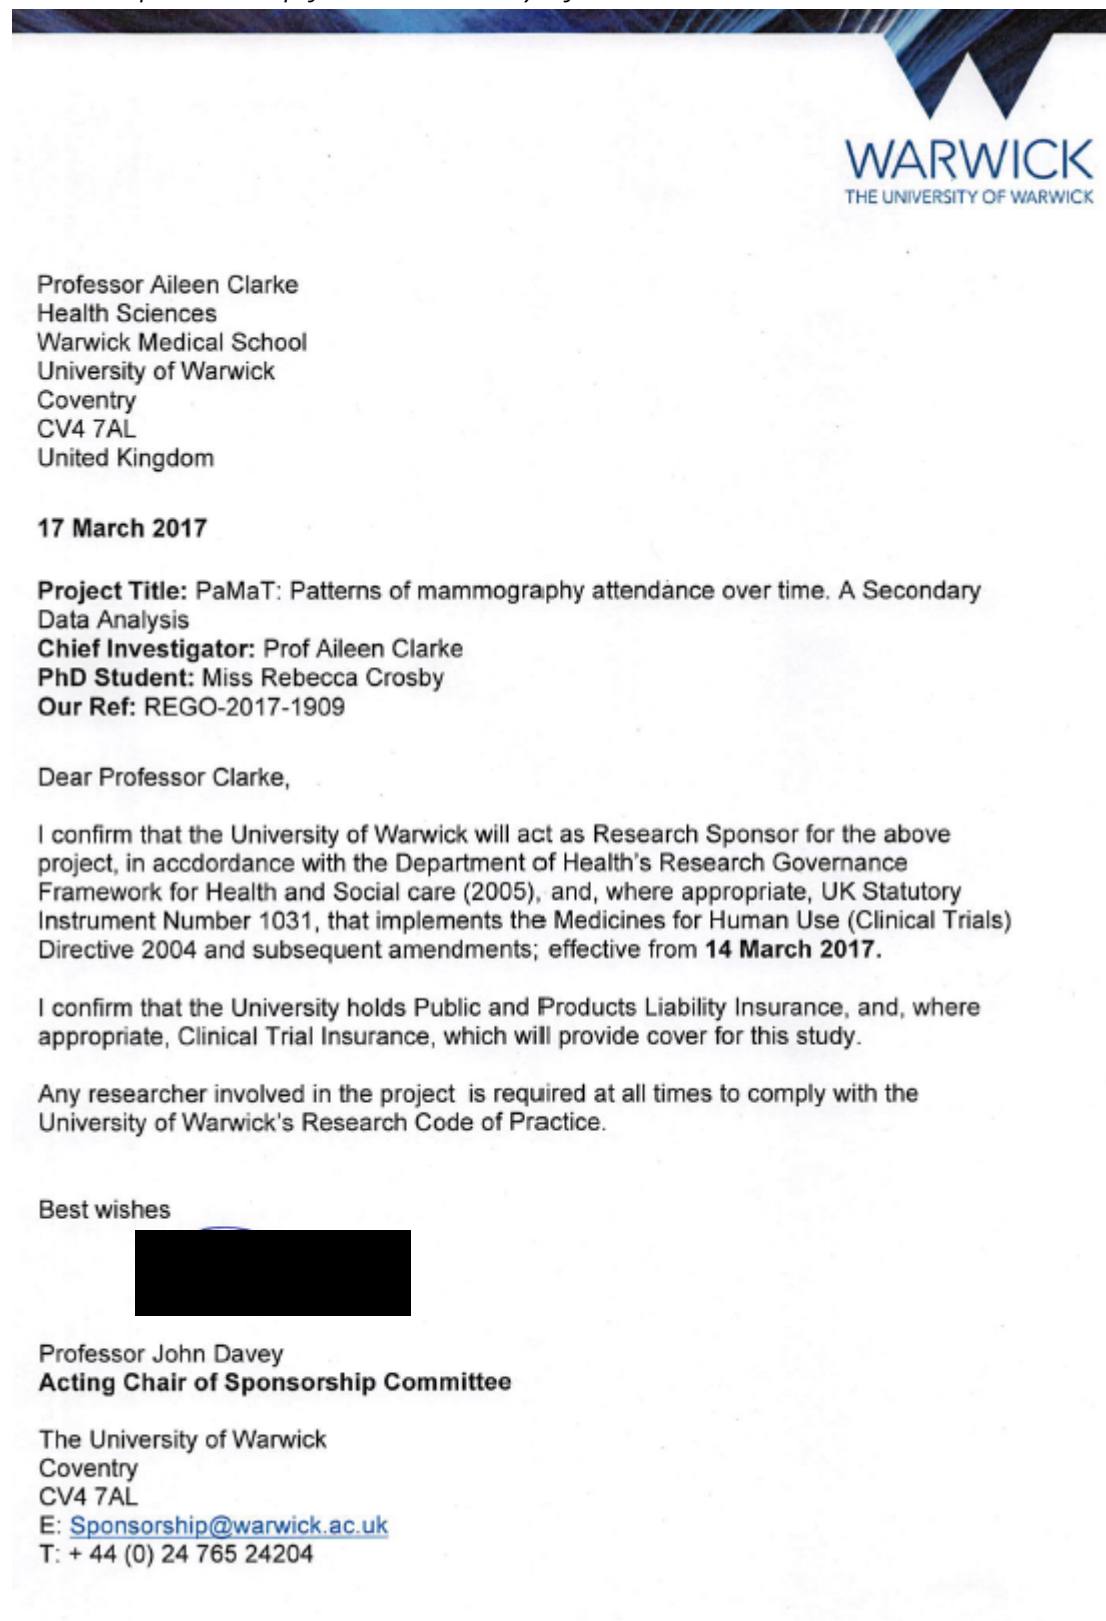 WARWICK
THE UNIVERSITY OF WARWICK
Professor Aileen Clarke
Health Sciences
Warwick Medical School
University of Warwick
Coventry
CV4 7AL
United Kingdom
17 March 2017
Project Title: PaMaT: Patterns of mammography attendance over time. A Secondary
Data Analysis
Chief Investigator: Prof Aileen Clarke
PhD Student: Miss Rebecca Crosby
Our Ref: REGO-2017-1909
Dear Professor Clarke,
I confirm that the University of Warwick will act as Research Sponsor for the above
project, in accdordance with the Department of Health's Research Governance
Framework for Health and Social care (2005), and, where appropriate, UK Statutory
Instrument Number 1031, that implements the Medicines for Human Use (Clinical Trials)
Directive 2004 and subsequent amendments; effective from 14 March 2017.
I confirm that the University holds Public and Products Liability Insurance, and, where
appropriate, Clinical Trial Insurance, which will provide cover for this study.
Any researcher involved in the project is required at all times to comply with the
University of Warwick's Research Code of Practice.
Best wishes
Professor John Davey
Acting Chair of Sponsorship Committee
The University of Warwick
Coventry
CV4 7AL
E: Sponsorship@warwick.ac.uk
T: + 44 (0) 24 765 24204